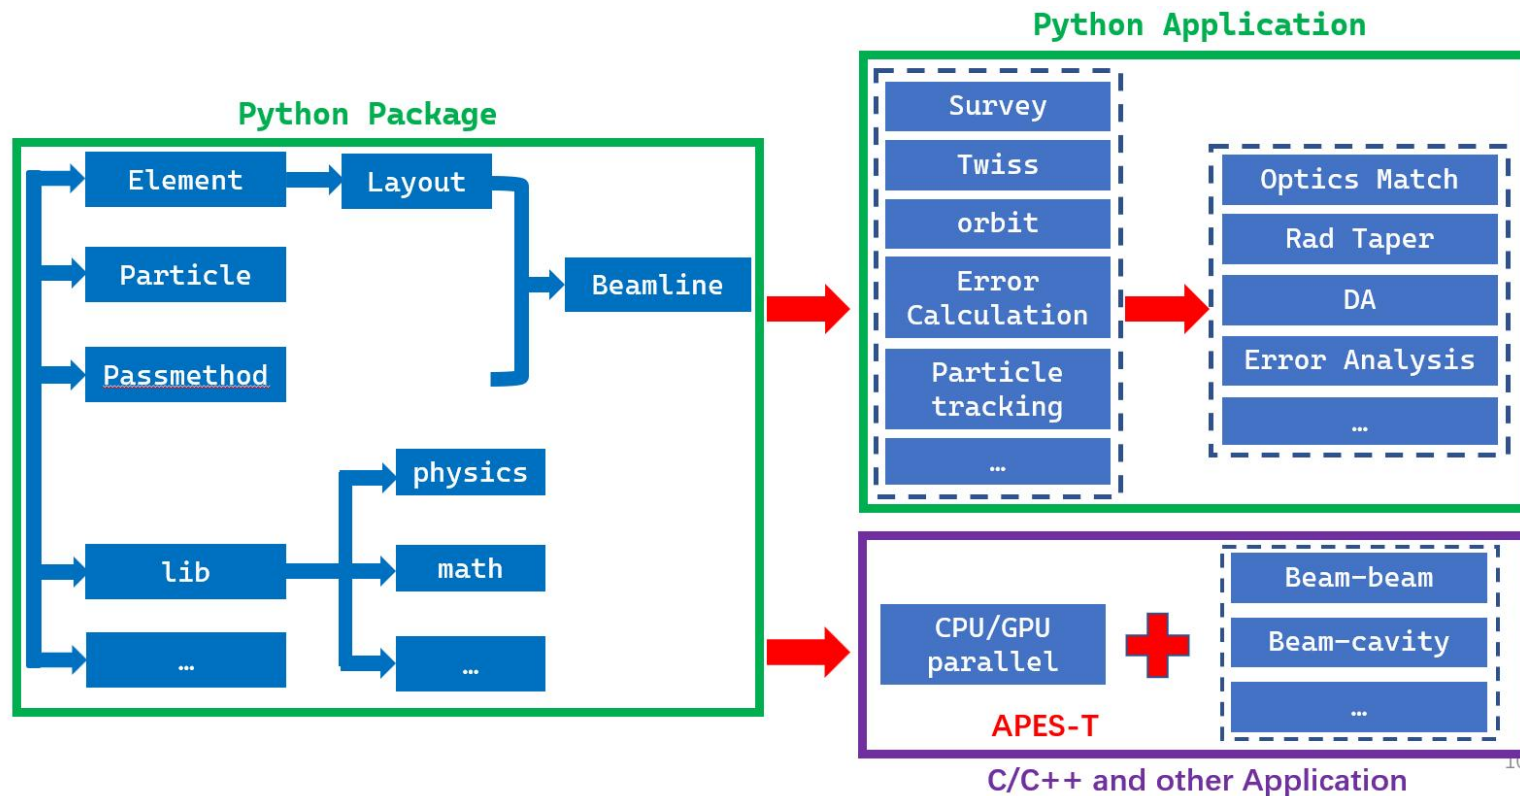 Python Package
Element
Layout
Particle
Beamline
Passmethod
physics
lib
math
…
…
Python Application
Survey
Twiss
orbit
Error
Calculation
Particle
tracking
…
Optics Match
Rad Taper
DA
Error Analysis
…
CPU/GPU
parallel
APES-T
Beam-beam
Beam-cavity
…
C/C++ and other Application